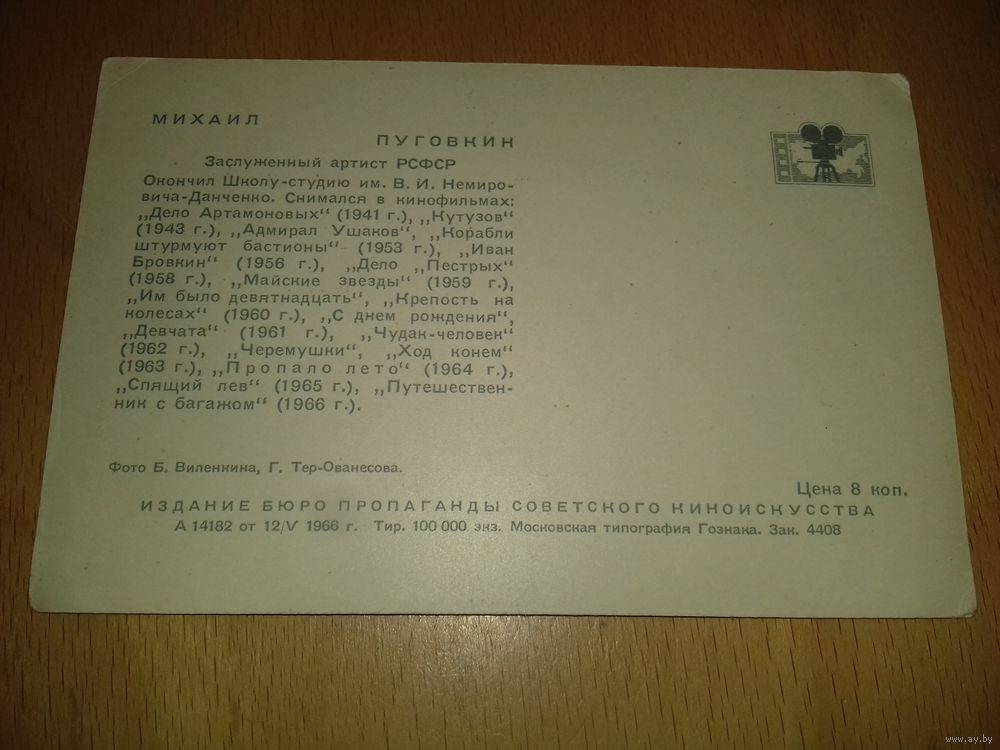 МИХАИЛ
ПУГОВКИН
Заслуженный артист РСФСР
Окончил Школу-студию им. В. И. Немиро-
вича-Данченко. Снимался в кинофильмах:
„Дело Артамоновых“ (1941 г.), „Кутузов“
(1943 г.), „Адмирал Ушаков“, „Корабли
штурмуют бастионы“ (1953 г.), „Иван
Бровкин“ (1956 г.), „Дело „Пестрых“
(1958 г.), „Майские звезды“ (1959 г.),
„Им было девятнадцать“, „Крепость на
колесах“ (1960 г.), „С днем рождения“,
„Девчата“ (1961 г.), „Чудак-человек“
(1962 г.), „Черемушки“, „Ход конем“
(1963 г.), „Пропало лето“ (1964 г.),
„Спящий лев“ (1965 г.), „Путешествен-
ник с багажом“ (1966 г.).
Фото Б. Виленкина, Г. Тер-Ованесова.
Цена 8 коп.
ИЗДАНИЕ БЮРО ПРОПАГАНДЫ СОВЕТСКОГО КИНОИСКУССТВА
А 14182 от 12/V 1966 г. Тир. 100 000 экз. Московская типография Гознака. Зак. 4408
www.ay.by